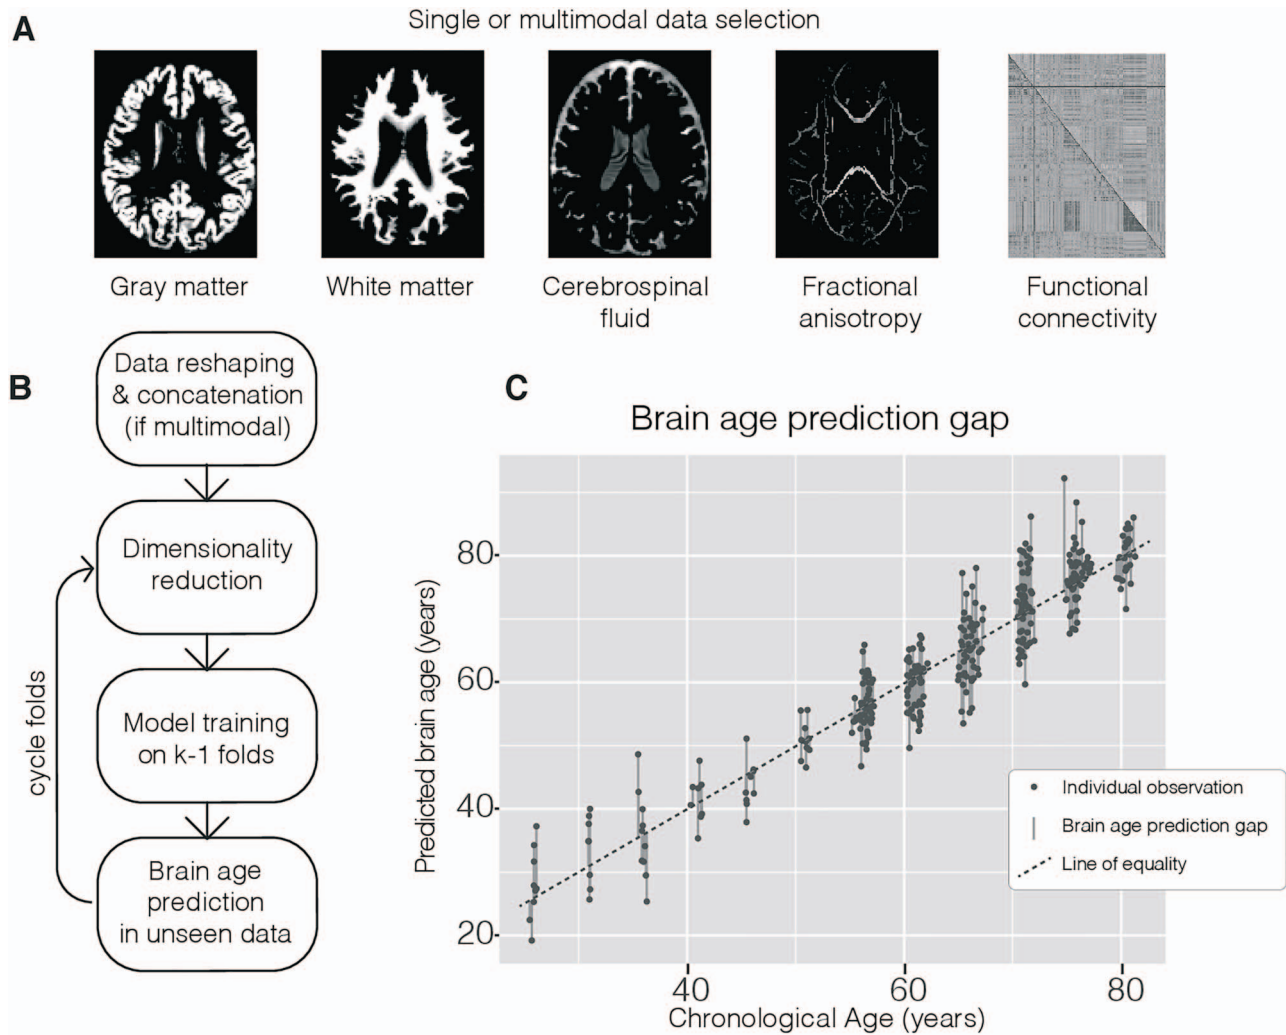 A
Single or multimodal data selection
Gray matter
White matter
Cerebrospinal
fluid
Fractional
anisotropy
Functional
connectivity
B
Data reshaping
& concatenation
(if multimodal)
Dimensionality
reduction
Model training
on k-1 folds
Brain age
prediction
in unseen data
cycle folds
C
Brain age prediction gap
Predicted brain age (years)
80
60
40
20
40
60
80
Chronological Age (years)
Individual observation
Brain age prediction gap
Line of equality